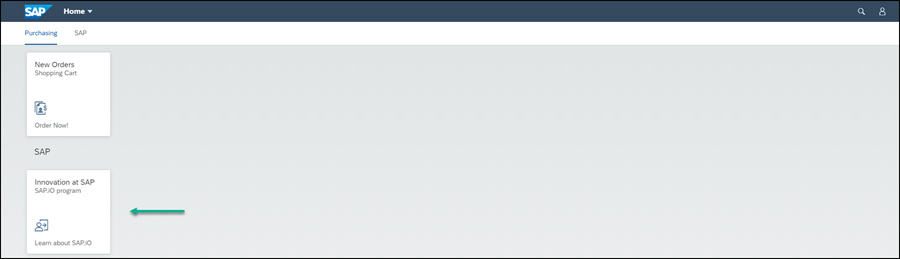 SAP Home
Purchasing SAP
New Orders
Shopping Cart
Order Now!
SAP
Innovation at SAP
SAP.iO program
Learn about SAP.iO